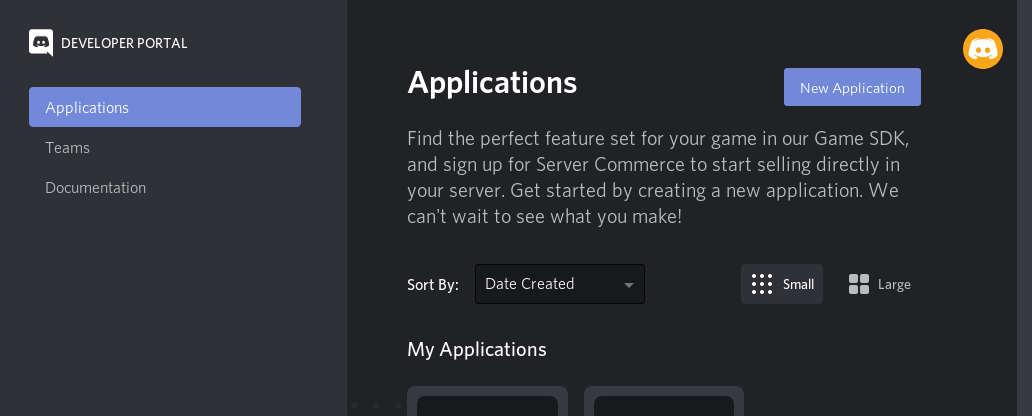 DEVELOPER PORTAL
Applications
Teams
Documentation
Applications
New Application
Find the perfect feature set for your game in our Game SDK,
and sign up for Server Commerce to start selling directly in
your server. Get started by creating a new application. We
can't wait to see what you make!
Sort By:
Date Created
Small
Large
My Applications